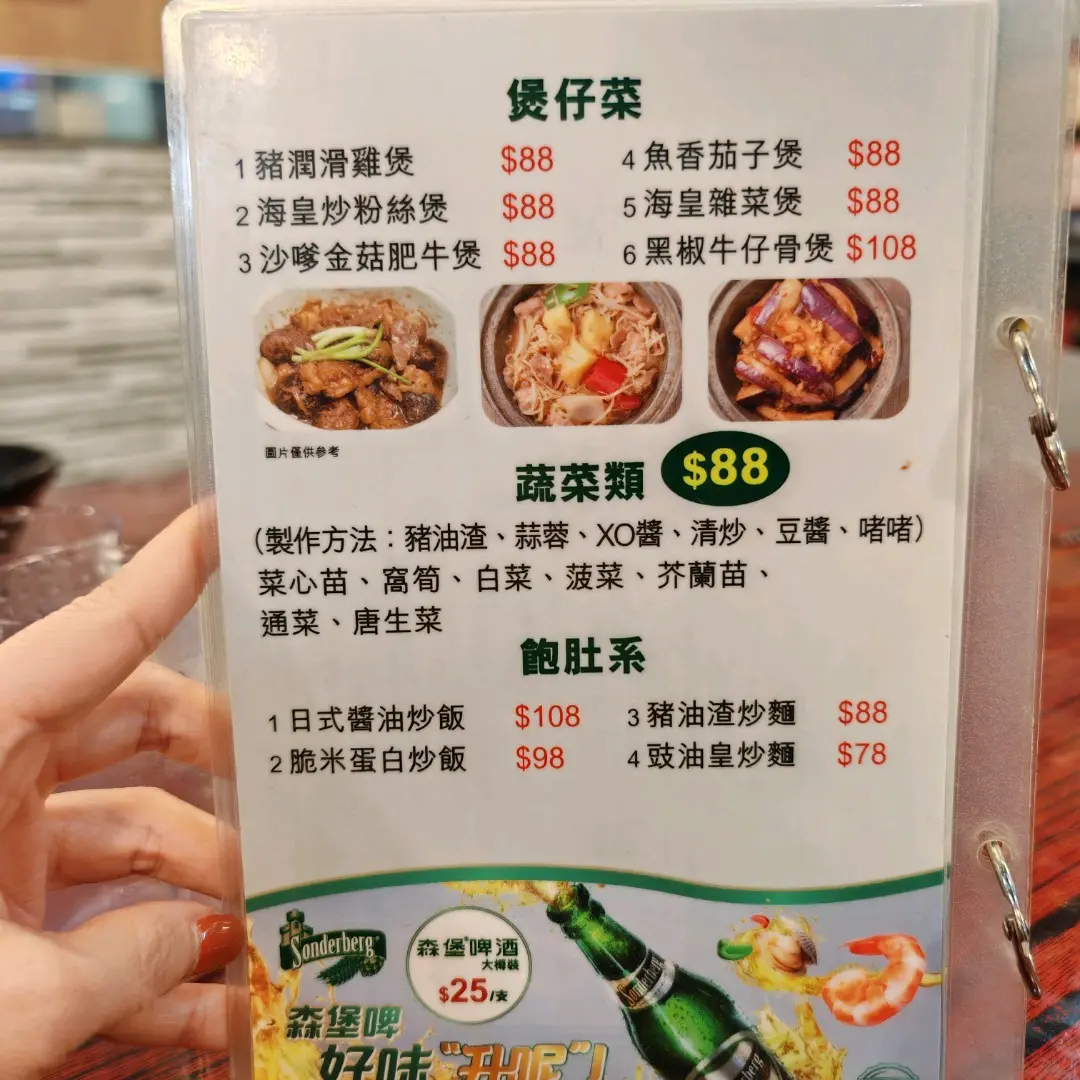 煲仔菜
1 豬潤滑雞煲 $88
2 海皇炒粉絲煲 $88
3 沙嗲金菇肥牛煲 $88
4 魚香茄子煲 $88
5 海皇雜菜煲 $88
6 黑椒牛仔骨煲 $108
圖片僅供參考
蔬菜類 $88
(製作方法：豬油渣、蒜蓉、XO醬、清炒、豆醬、啫啫)
菜心苗、窩筍、白菜、菠菜、芥蘭苗、
通菜、唐生菜
飽肚系
1 日式醬油炒飯 $108
2 脆米蛋白炒飯 $98
3 豬油渣炒麵 $88
4 豉油皇炒麵 $78
Sonderberg
森堡啤酒
大樽裝
$25/支
Sonderberg
森堡啤
好味"升呢"!